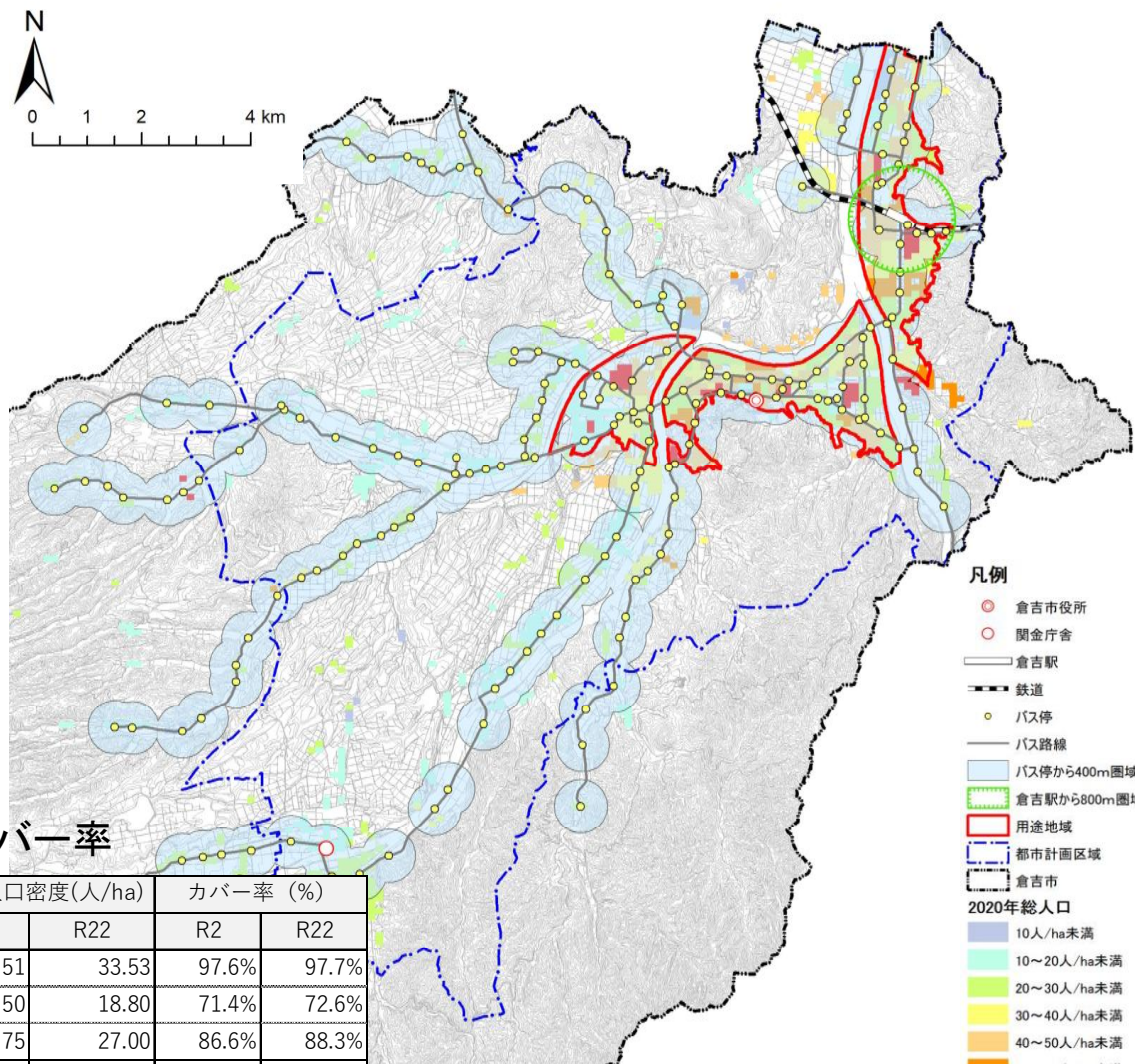 N
0 1 2 4 km
凡例
倉吉市役所
関金庁舎
倉吉駅
鉄道
バス停
バス路線
バス停から400m圏域
倉吉駅から800m圏
用途地域
都市計画区域
倉吉市
2020年総人口
10人/ha未満
10～20人/ha未満
20～30人/ha未満
30～40人/ha未満
40～50人/ha未満
バー率
口密度(人/ha) カバー率 (%)
R22 R2 R22
51 33.53 97.6% 97.7%
50 18.80 71.4% 72.6%
75 27.00 86.6% 88.3%